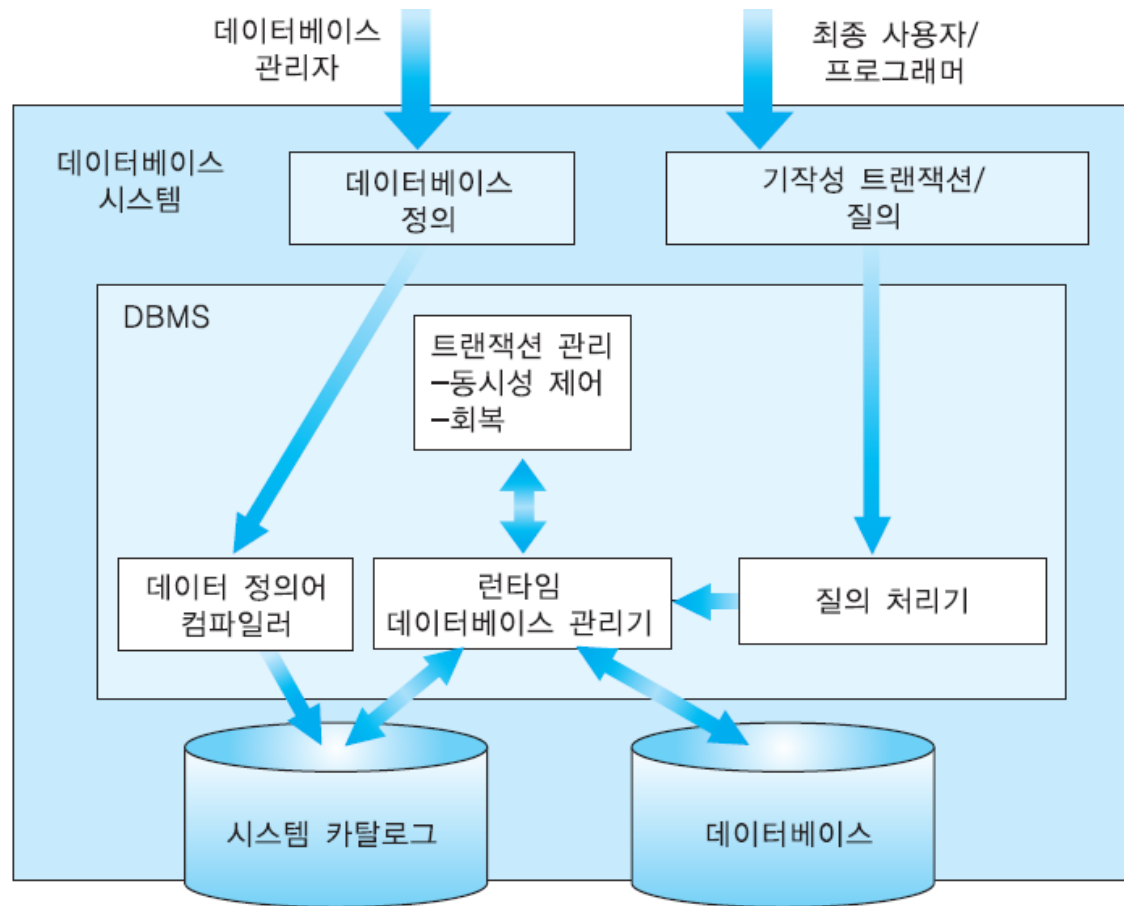 데이터베이스
관리자
최종 사용자/
프로그래머
데이터베이스
시스템
데이터베이스
정의
기작성 트랜잭션/
질의
DBMS
트랜잭션 관리
–동시성 제어
–회복
데이터 정의어
컴파일러
런타임
데이터베이스 관리기
질의 처리기
시스템 카탈로그
데이터베이스